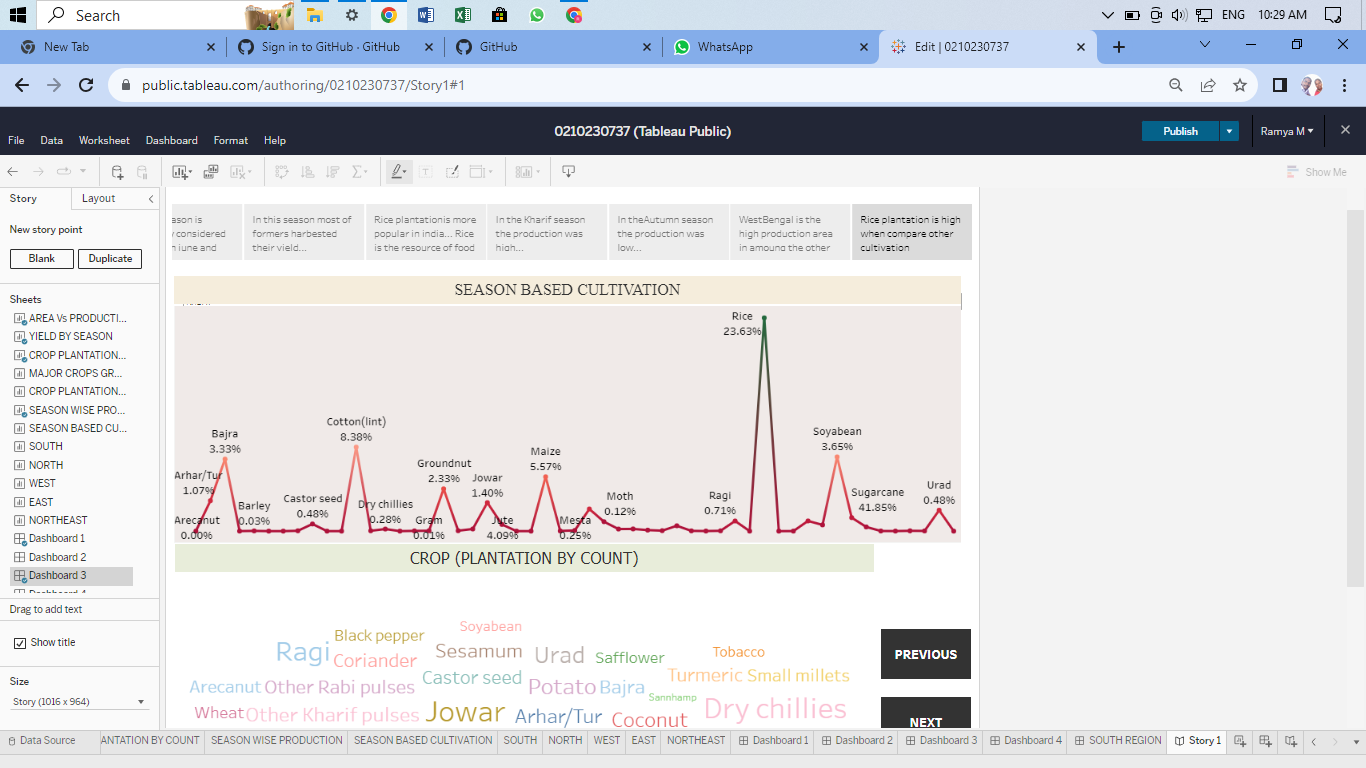 Search
ENG 10:29 AM
New Tab
Sign in to GitHub · GitHub
GitHub
WhatsApp
Edit | 0210230737
public.tableau.com/authoring/0210230737/Story1#1
0210230737 (Tableau Public)
File Data Worksheet Dashboard Format Help
Publish
Ramya M
Show Me
Story
Layout
New story point
Blank
Duplicate
Sheets
AREA Vs PRODUCTI...
YIELD BY SEASON
CROP PLANTATION...
MAJOR CROPS GR...
CROP PLANTATION...
SEASON WISE PRO...
SEASON BASED CU...
SOUTH
NORTH
WEST
EAST
NORTHEAST
Dashboard 1
Dashboard 2
Dashboard 3
Dashboard 4
Drag to add text
Show title
Size
Story (1016 x 964)
ason is
considered
june and
In this season most of
formers harbested
their yield...
Rice plantationis more
popular in india... Rice
is the resource of food
In the Kharif season
the production was
high...
In theAutumn season
the production was
low...
WestBengal is the
high production area
in amoung the other
Rice plantation is high
when compare other
cultivation
SEASON BASED CULTIVATION
Rice
23.63%
Cotton(lint)
8.38%
Bajra
3.33%
Soyabean
3.65%
Maize
5.57%
Groundnut
2.33%
Jowar
1.40%
Arhar/Tur
1.07%
Castor seed
0.48%
Barley
0.03%
Dry chillies
0.28%
Moth
0.12%
Ragi
0.71%
Sugarcane
41.85%
Urad
0.48%
Arecanut
0.00%
Gram
0.01%
Jute
4.09%
Mesta
0.25%
CROP (PLANTATION BY COUNT)
Soyabean
Black pepper
Ragi
Coriander
Sesamum
Urad
Safflower
Tobacco
Castor seed
Turmeric
Small millets
Arecanut
Other Rabi pulses
Potato
Bajra
Sannhamp
Wheat
Other Kharif pulses
Jowar
Arhar/Tur
Coconut
Dry chillies
PREVIOUS
NEXT
Data Source
ANTATION BY COUNT
SEASON WISE PRODUCTION
SEASON BASED CULTIVATION
SOUTH
NORTH
WEST
EAST
NORTHEAST
Dashboard 1
Dashboard 2
Dashboard 3
Dashboard 4
SOUTH REGION
Story 1